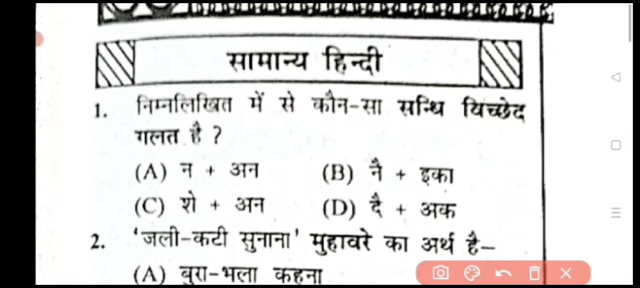 सामान्य हिन्दी
1. निम्नलिखित में से कौन-सा सन्धि विच्छेद
गलत है ?
(A) न + अन (B) नै + इका
(C) शे + अन (D) दै + अक
2. 'जली-कटी सुनाना' मुहावरे का अर्थ है–
(A) बुरा-भला कहना